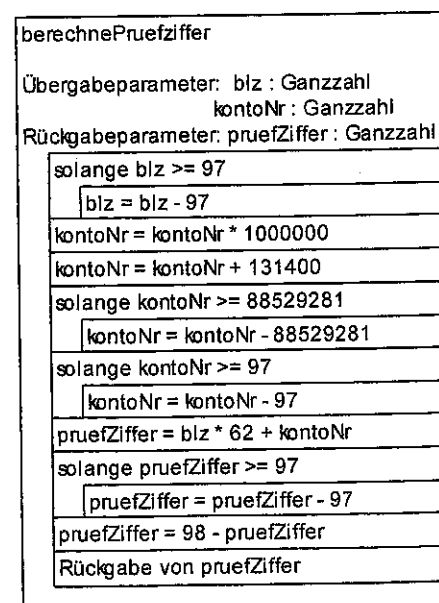 berechnePruefziffer
Übergabeparameter: blz : Ganzzahl
kontoNr : Ganzzahl
Rückgabeparameter: pruefZiffer : Ganzzahl
solange blz >= 97
blz = blz - 97
kontoNr = kontoNr * 1000000
kontoNr = kontoNr + 131400
solange kontoNr >= 88529281
kontoNr = kontoNr - 88529281
solange kontoNr >= 97
kontoNr = kontoNr - 97
pruefZiffer = blz * 62 + kontoNr
solange pruefZiffer >= 97
pruefZiffer = pruefZiffer - 97
pruefZiffer = 98 - pruefZiffer
Rückgabe von pruefZiffer